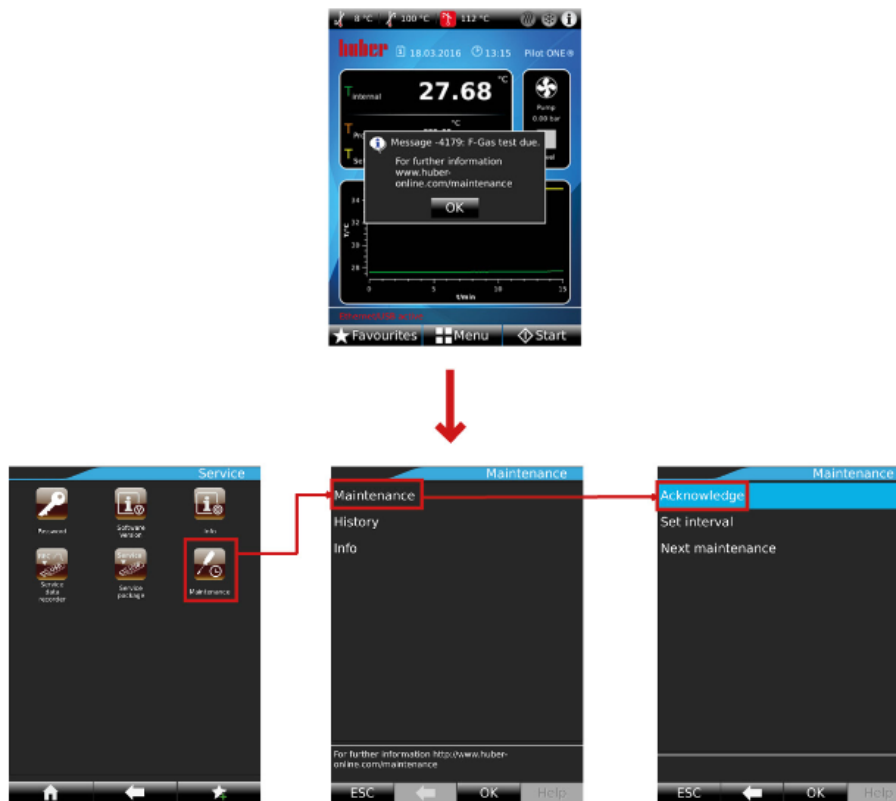 8 °C 100 °C 112 °C
huber 18.03.2016 13:15 Pilot ONE®
Tinternal 27.68 °C
Pump
0.00 bar
°C
Message -4179: F-Gas test due.
For further information
www.huber-
online.com/maintenance
OK
34
32
30
28
T/°C
0 5 10 15
t/min
Favourites Menu Start
Service
Password
Software
version
Info
Service
data
recorder
Service
package
Maintenance
Maintenance
Maintenance
History
Info
For further information http://www.huber-
online.com/maintenance
ESC OK Help
Maintenance
Acknowledge
Set interval
Next maintenance
ESC OK Help